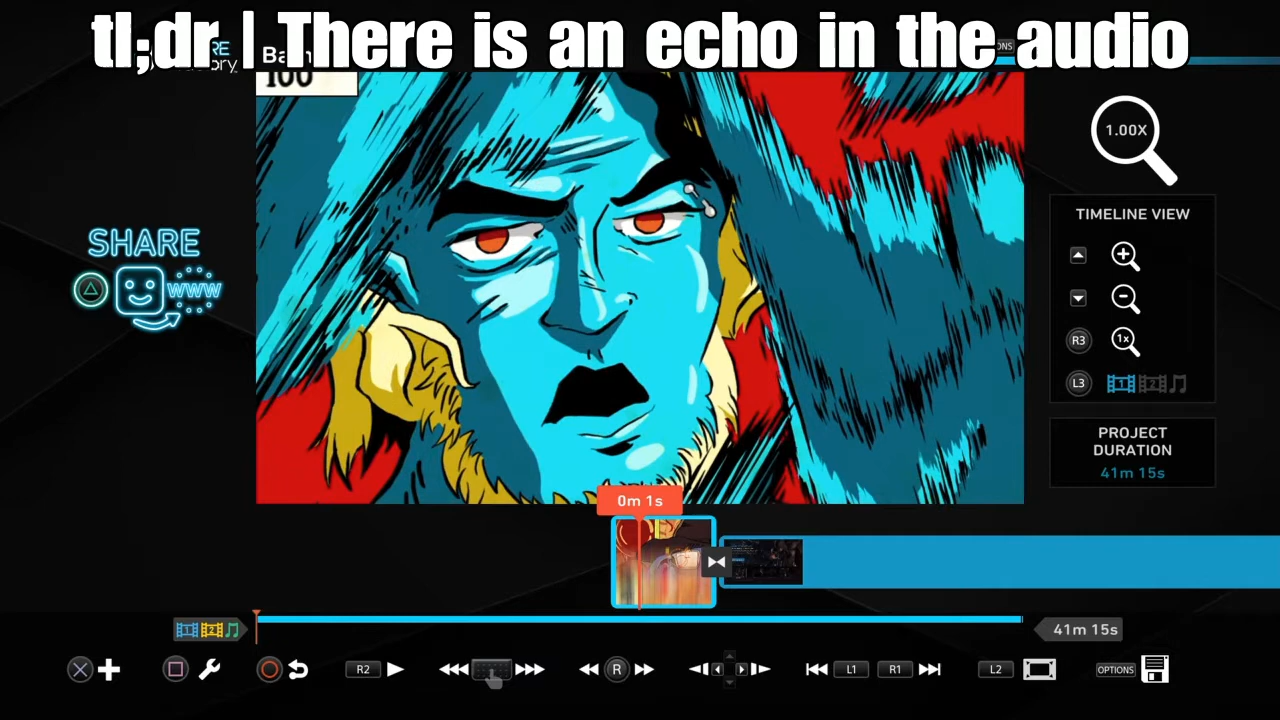 tl;dr | There is an echo in the audio
100
1.00X
SHARE
WWW
TIMELINE VIEW
R3
1x
L3
PROJECT
DURATION
41m 15s
0m 1s
41m 15s
R2
R
L1
R1
L2
OPTIONS